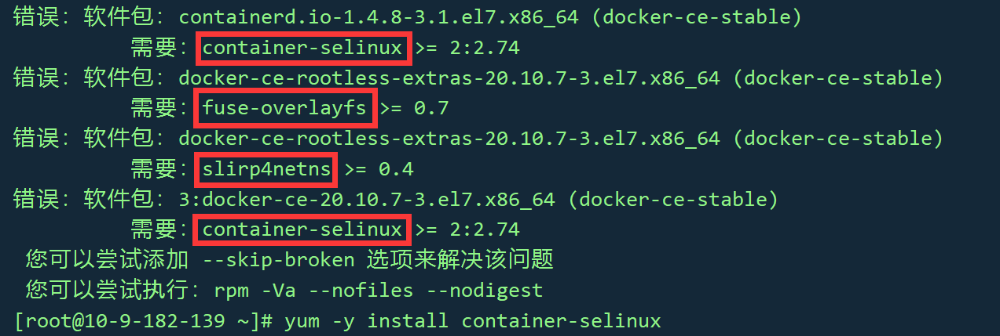 错误：软件包：containerd.io-1.4.8-3.1.el7.x86_64 (docker-ce-stable)
需要：container-selinux >= 2:2.74
错误：软件包：docker-ce-rootless-extras-20.10.7-3.el7.x86_64 (docker-ce-stable)
需要：fuse-overlayfs >= 0.7
错误：软件包：docker-ce-rootless-extras-20.10.7-3.el7.x86_64 (docker-ce-stable)
需要：slirp4netns >= 0.4
错误：软件包：3:docker-ce-20.10.7-3.el7.x86_64 (docker-ce-stable)
需要：container-selinux >= 2:2.74
您可以尝试添加 --skip-broken 选项来解决该问题
您可以尝试执行：rpm -Va --nofiles --nodigest
[root@10-9-182-139 ~]# yum -y install container-selinux